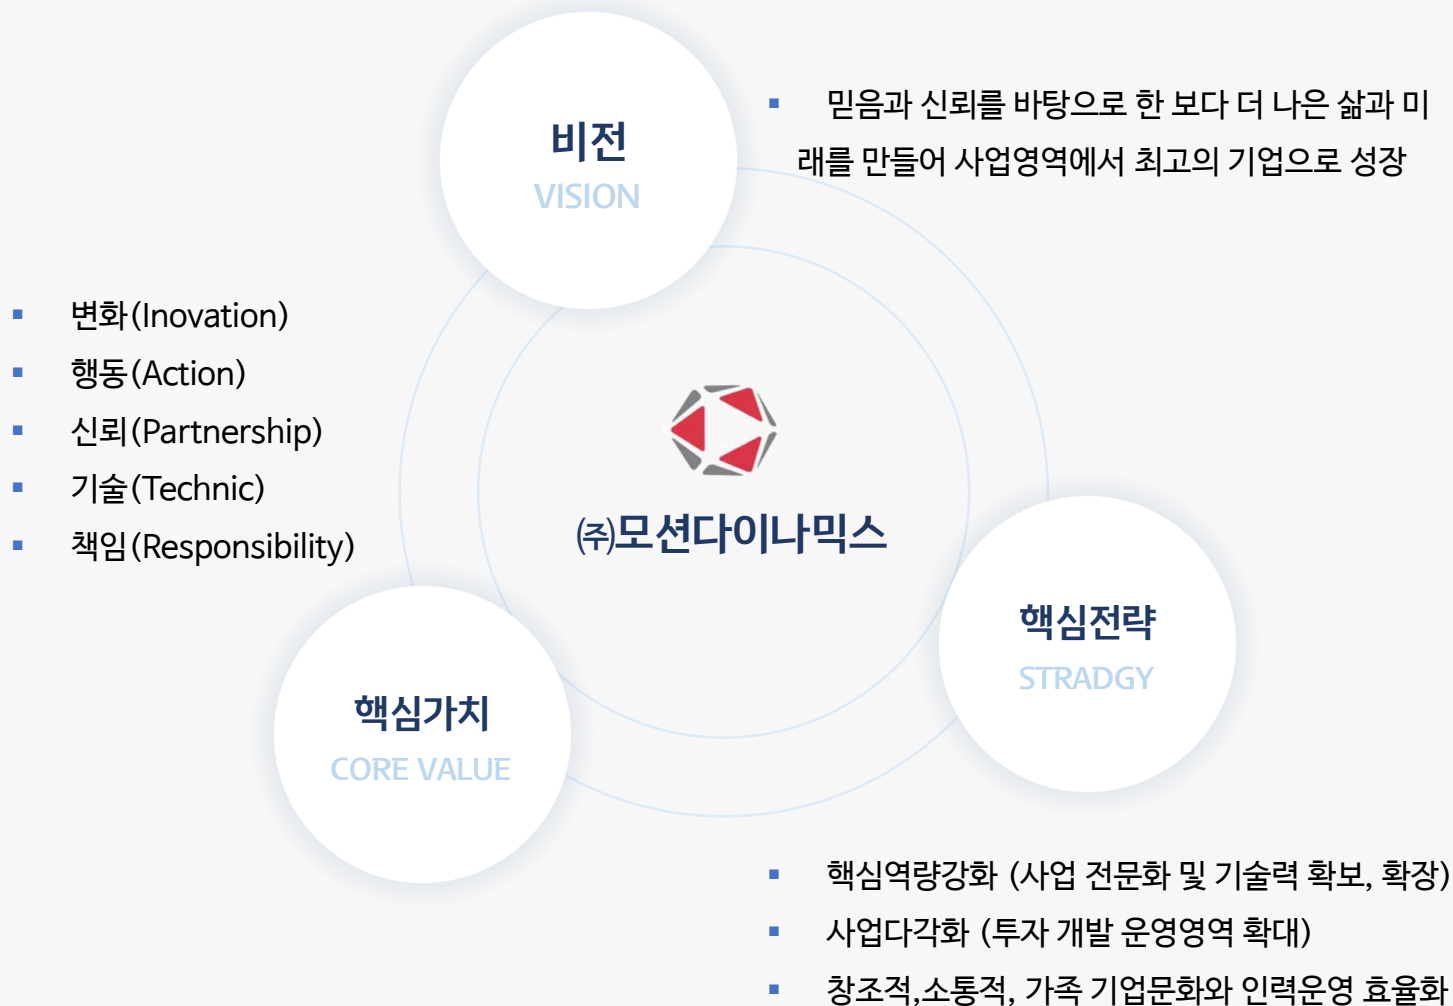 비전
VISION
▪ 믿음과 신뢰를 바탕으로 한 보다 더 나은 삶과 미
래를 만들어 사업영역에서 최고의 기업으로 성장
▪ 변화(Inovation)
▪ 행동(Action)
▪ 신뢰(Partnership)
▪ 기술(Technic)
▪ 책임(Responsibility)
㈜모션다이나믹스
핵심가치
CORE VALUE
핵심전략
STRADGY
▪ 핵심역량강화 (사업 전문화 및 기술력 확보, 확장)
▪ 사업다각화 (투자 개발 운영영역 확대)
▪ 창조적,소통적, 가족 기업문화와 인력운영 효율화